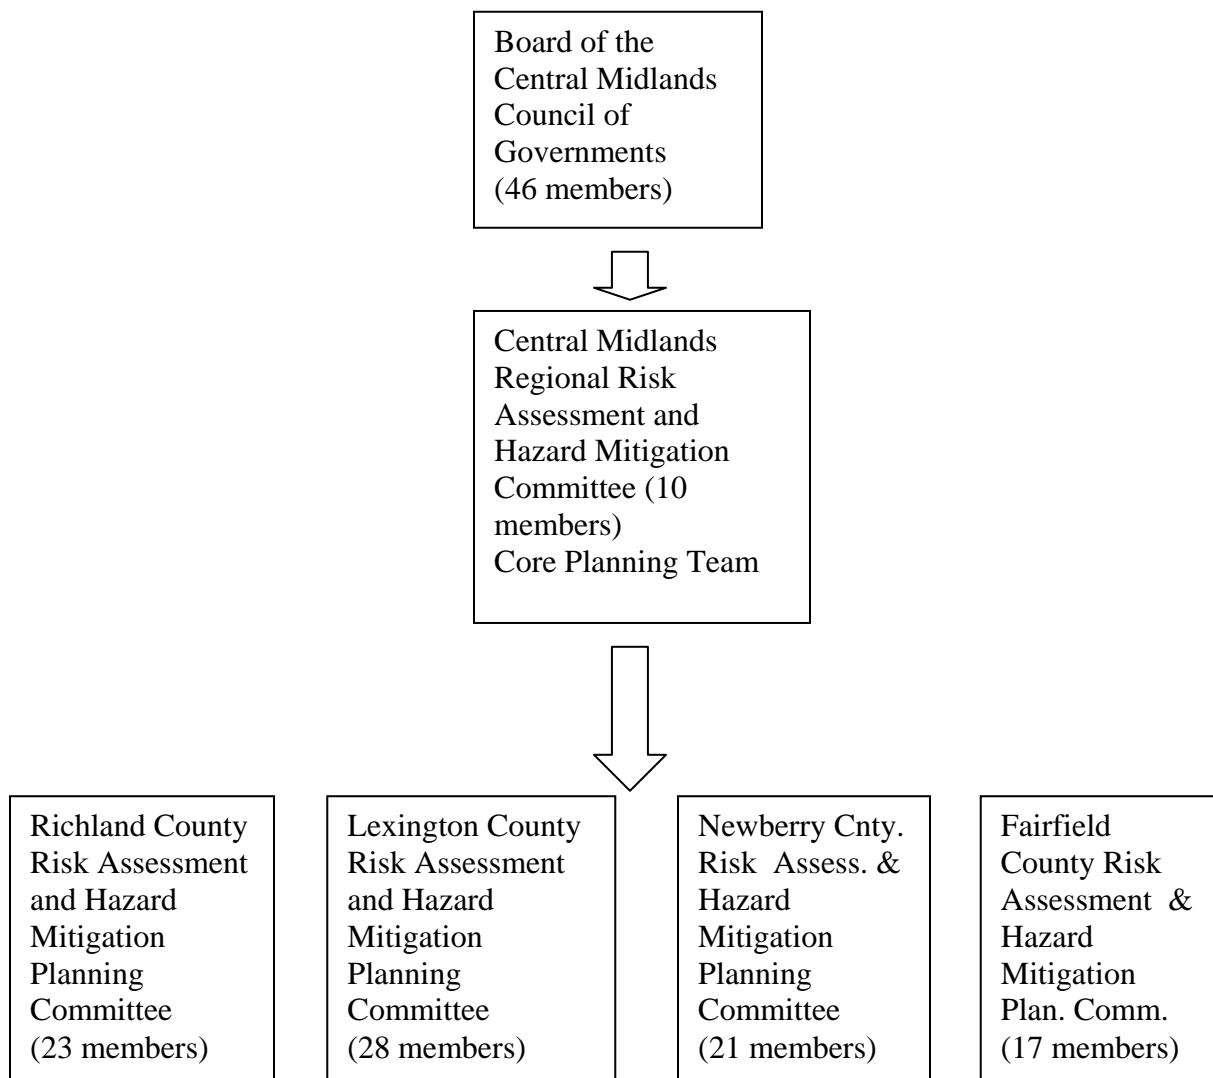 Board of the
Central Midlands
Council of
Governments
(46 members)
Central Midlands
Regional Risk
Assessment and
Hazard Mitigation
Committee (10
members)
Core Planning Team
Richland County
Risk Assessment
and Hazard
Mitigation
Planning
Committee
(23 members)
Lexington County
Risk Assessment
and Hazard
Mitigation
Planning
Committee
(28 members)
Newberry Cnty.
Risk  Assess. &
Hazard
Mitigation
Planning
Committee
(21 members)
Fairfield
County Risk
Assessment  &
Hazard
Mitigation
Plan. Comm.
(17 members)